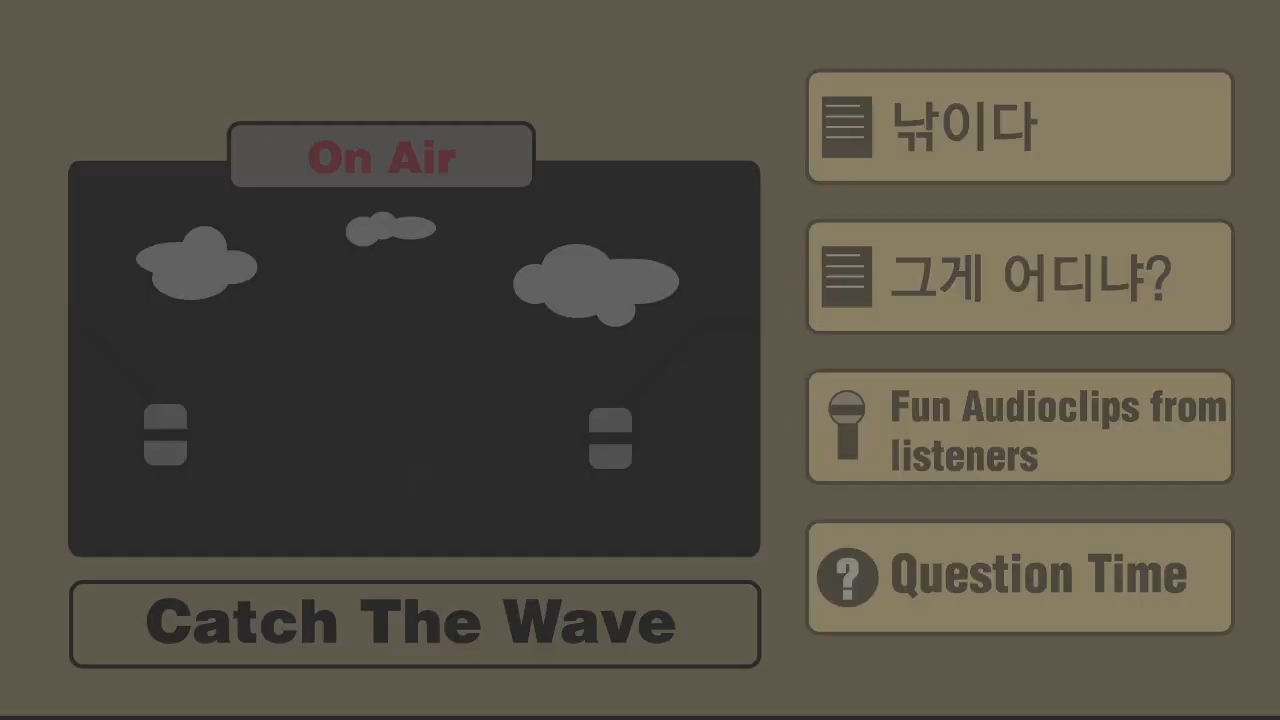 On Air
Catch The Wave
낚이다
그게 어디냐?
Fun Audioclips from
listeners
?
Question Time